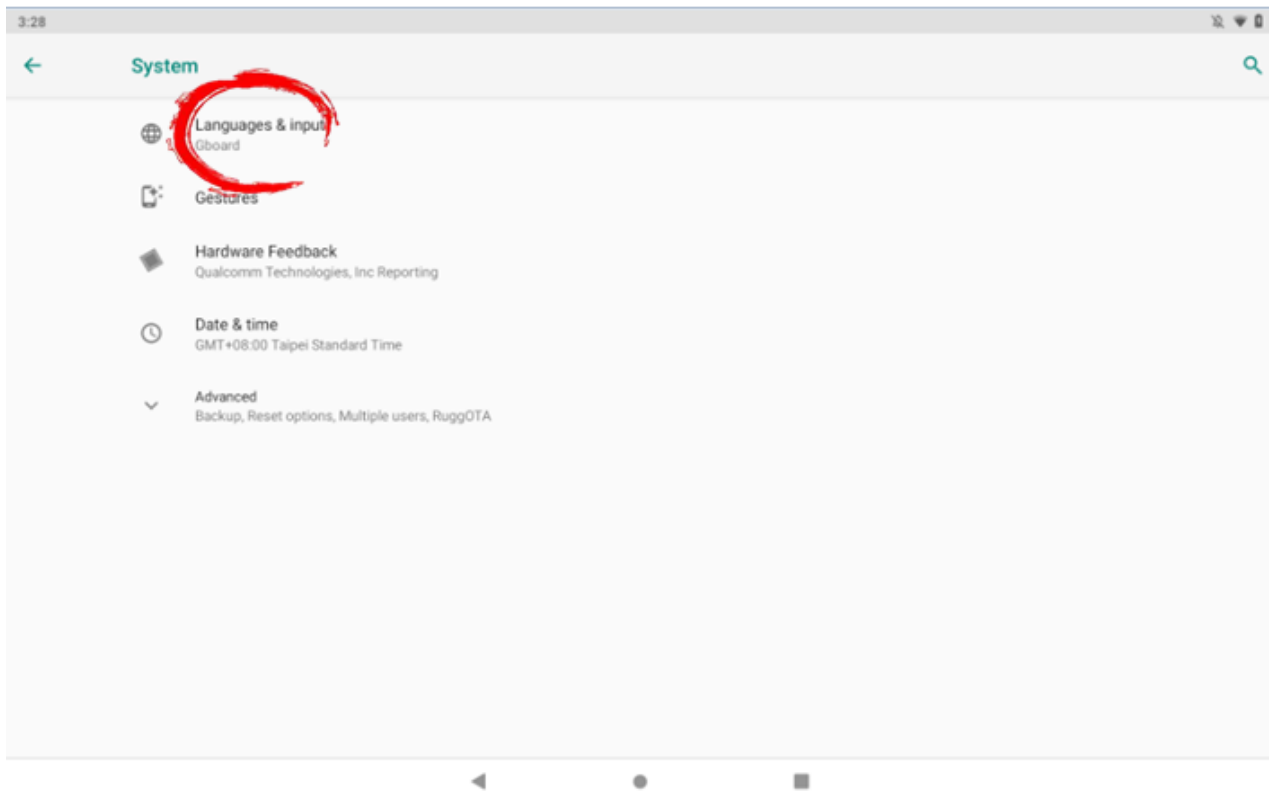 3:28
System
Languages & input
Gboard
Gestures
Hardware Feedback
Qualcomm Technologies, Inc Reporting
Date & time
GMT+08:00 Taipei Standard Time
Advanced
Backup, Reset options, Multiple users, RuggOTA